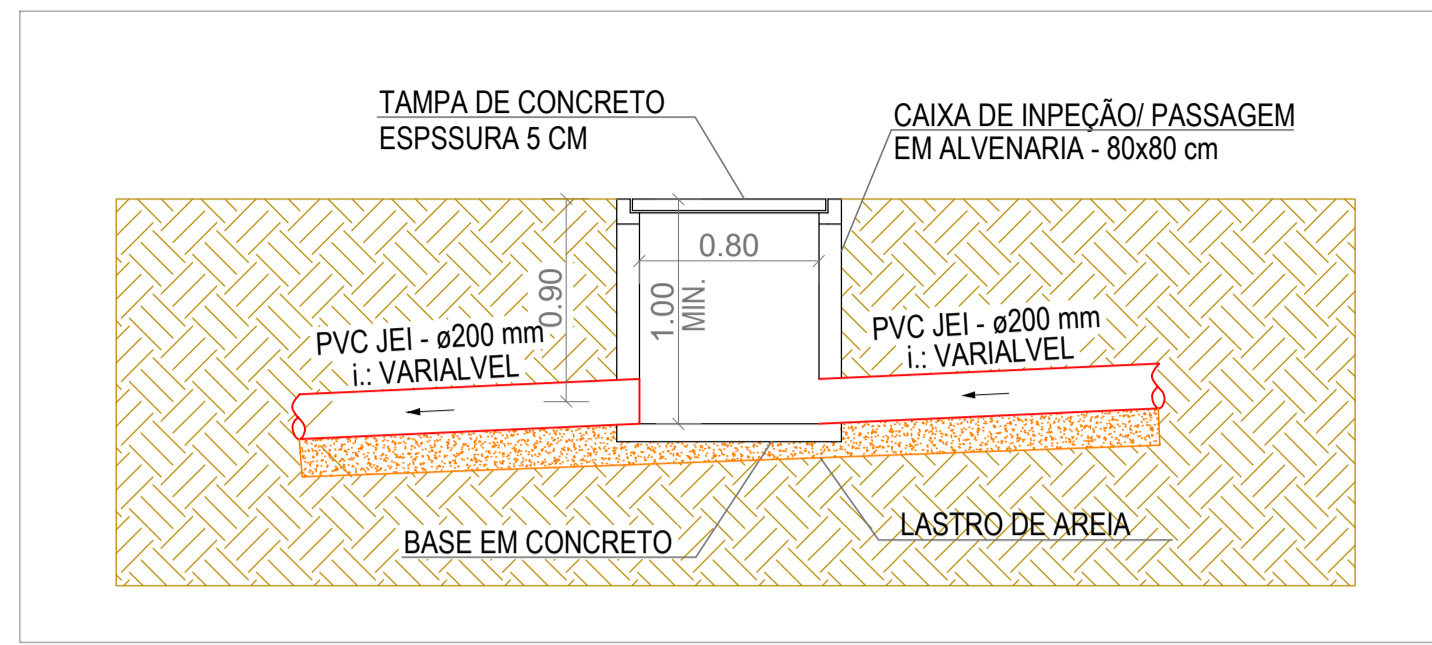 TAMPA DE CONCRETO
ESPSSURA 5 CM
CAIXA DE INPEÇÃO/ PASSAGEM
EM ALVENARIA - 80x80 cm
0.80
0.90
1.00
MIN.
PVC JEI - ø200 mm
i.: VARIALVEL
PVC JEI - ø200 mm
i.: VARIALVEL
BASE EM CONCRETO
LASTRO DE AREIA